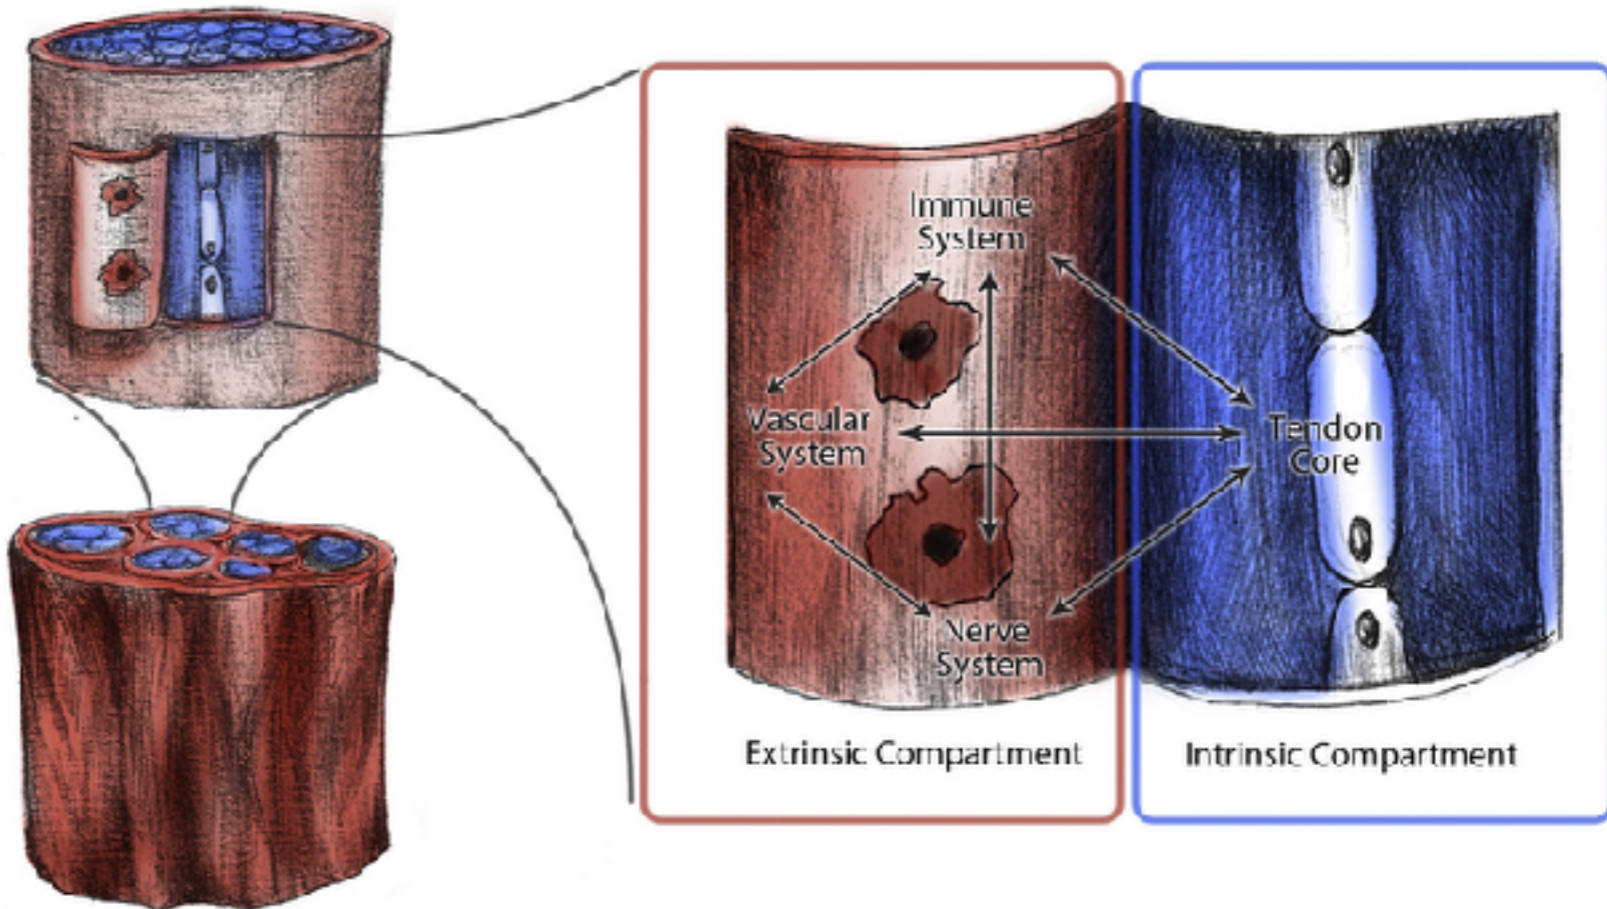 Immune
System
Vascular
System
Tendon
Core
Nerve
System
Extrinsic Compartment
Intrinsic Compartment